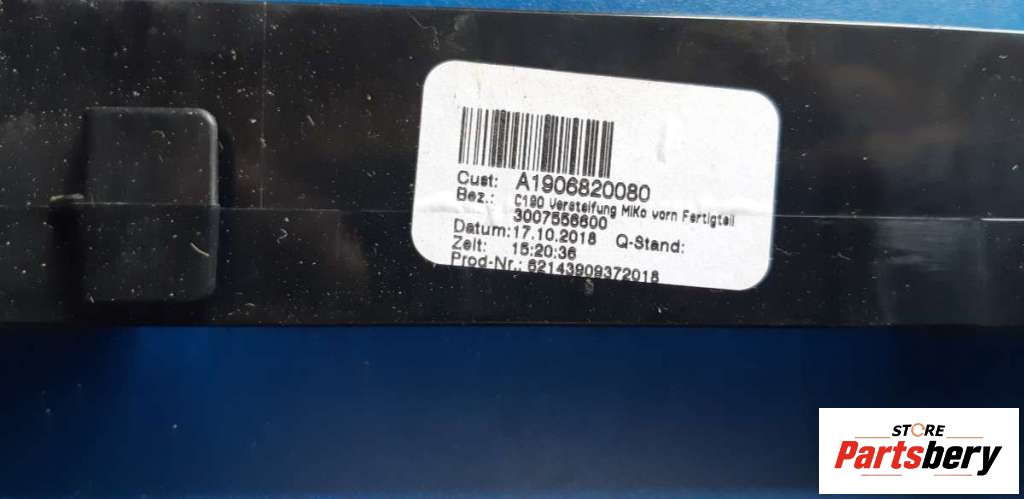 Cust: A1906820080
Bez.: C190 Versteifung MiKo vorn Fertigteil
3007556600
Datum: 17.10.2018 Q-Stand:
Zeit: 15:20:36
Prod-Nr.: 62143909372018
STORE
Partsbery